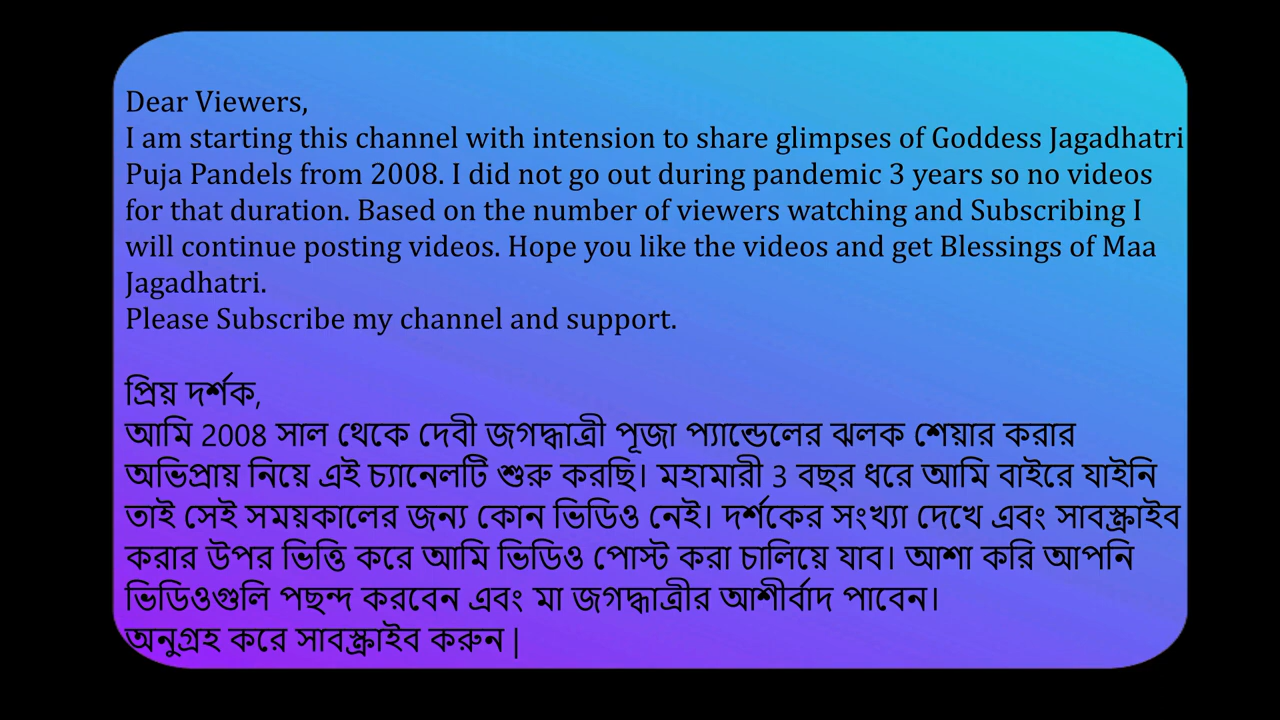 Dear Viewers,
I am starting this channel with intension to share glimpses of Goddess Jagadhatri
Puja Pandels from 2008. I did not go out during pandemic 3 years so no videos
for that duration. Based on the number of viewers watching and Subscribing I
will continue posting videos. Hope you like the videos and get Blessings of Maa
Jagadhatri.
Please Subscribe my channel and support.
প্রিয় দর্শক,
আমি 2008 সাল থেকে দেবী জগদ্ধাত্রী পূজা প্যান্ডেলের ঝলক শেয়ার করার
অভিপ্রায় নিয়ে এই চ্যানেলটি শুরু করছি। মহামারী 3 বছর ধরে আমি বাইরে যাইনি
তাই সেই সময়কালের জন্য কোন ভিডিও নেই। দর্শকের সংখ্যা দেখে এবং সাবস্ক্রাইব
করার উপর ভিত্তি করে আমি ভিডিও পোস্ট করা চালিয়ে যাব। আশা করি আপনি
ভিডিওগুলি পছন্দ করবেন এবং মা জগদ্ধাত্রীর আশীর্বাদ পাবেন।
অনুগ্রহ করে সাবস্ক্রাইব করুন |